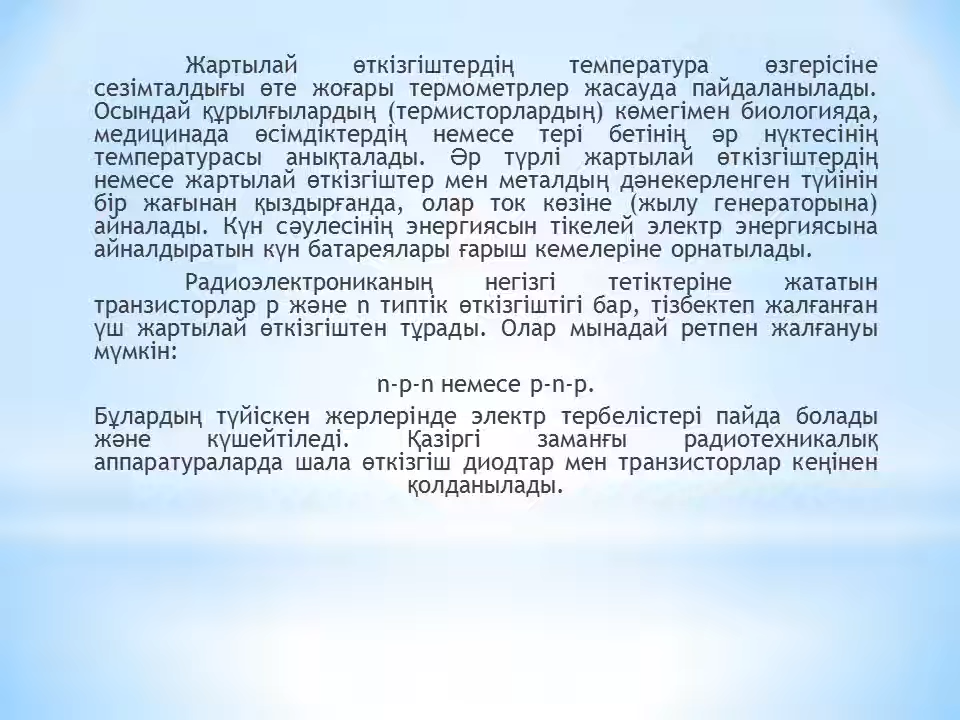 Жартылай өткізгіштердің температура өзгерісіне
сезімталдығы өте жоғары термометрлер жасауда пайдаланылады.
Осындай құрылғылардың (термисторлардың) көмегімен биологияда,
медицинада өсімдіктердің немесе тері бетінің әр нүктесінің
температурасы анықталады. Әр түрлі жартылай өткізгіштердің
немесе жартылай өткізгіштер мен металдың дәнекерленген түйінін
бір жағынан қыздырғанда, олар ток көзіне (жылу генераторына)
айналады. Күн сәулесінің энергиясын тікелей электр энергиясына
айналдыратын күн батареялары ғарыш кемелеріне орнатылады.
Радиоэлектрониканың негізгі тетіктеріне жататын
транзисторлар p және n типтік өткізгіштігі бар, тізбектеп жалғанған
үш жартылай өткізгіштен тұрады. Олар мынадай ретпен жалғануы
мүмкін:
n-p-n немесе p-n-p.
Бұлардың түйіскен жерлерінде электр тербелістері пайда болады
және күшейтіледі. Қазіргі заманғы радиотехникалық
аппаратураларда шала өткізгіш диодтар мен транзисторлар кеңінен
қолданылады.